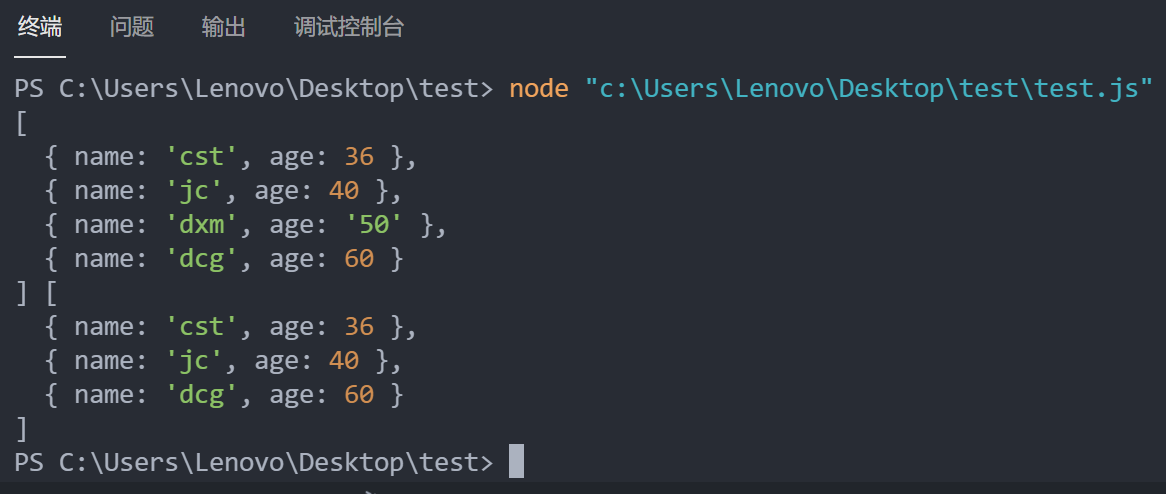 终端 问题 输出 调试控制台
PS C:\Users\Lenovo\Desktop\test> node "c:\Users\Lenovo\Desktop\test\test.js"
[
  { name: 'cst', age: 36 },
  { name: 'jc', age: 40 },
  { name: 'dxm', age: '50' },
  { name: 'dcg', age: 60 }
] [
  { name: 'cst', age: 36 },
  { name: 'jc', age: 40 },
  { name: 'dcg', age: 60 }
]
PS C:\Users\Lenovo\Desktop\test>